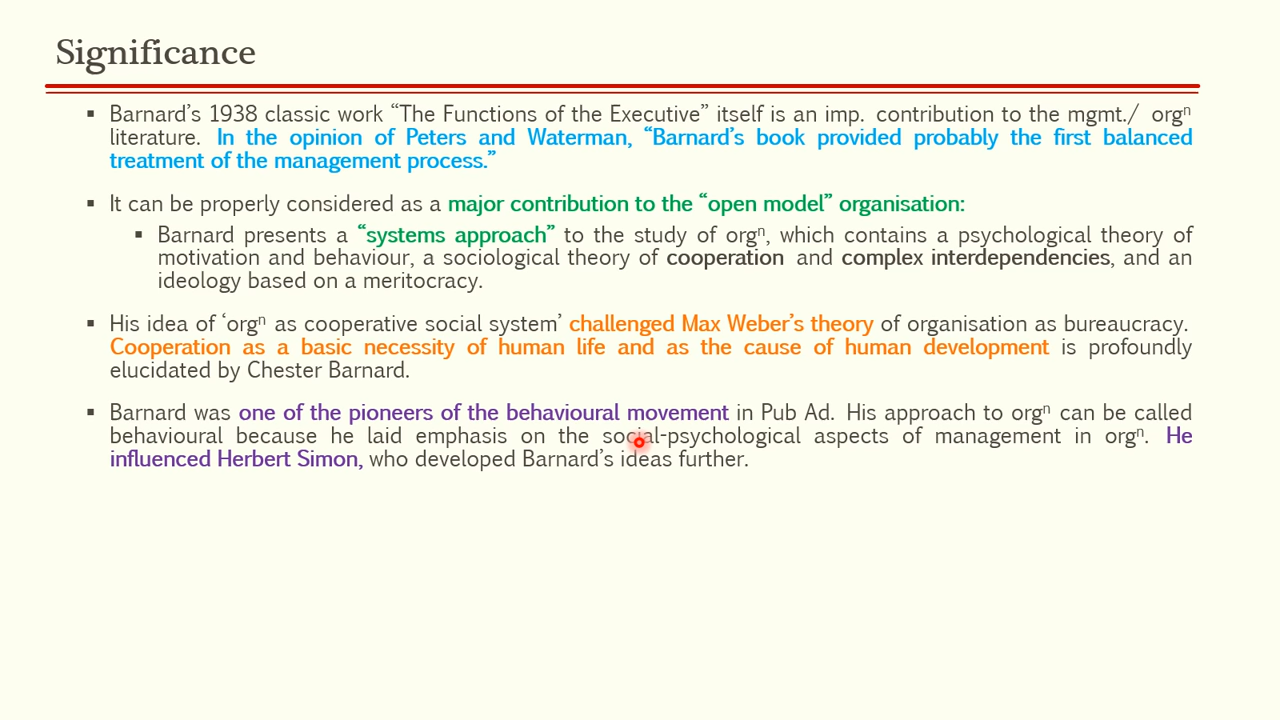 Significance
▪ Barnard’s 1938 classic work “The Functions of the Executive” itself is an imp. contribution to the mgmt./ orgⁿ
literature. In the opinion of Peters and Waterman, “Barnard’s book provided probably the first balanced
treatment of the management process.”
▪ It can be properly considered as a major contribution to the “open model” organisation:
▪ Barnard presents a “systems approach” to the study of orgⁿ, which contains a psychological theory of
motivation and behaviour, a sociological theory of cooperation and complex interdependencies, and an
ideology based on a meritocracy.
▪ His idea of ‘orgⁿ as cooperative social system’ challenged Max Weber’s theory of organisation as bureaucracy.
Cooperation as a basic necessity of human life and as the cause of human development is profoundly
elucidated by Chester Barnard.
▪ Barnard was one of the pioneers of the behavioural movement in Pub Ad. His approach to orgⁿ can be called
behavioural because he laid emphasis on the social-psychological aspects of management in orgⁿ. He
influenced Herbert Simon, who developed Barnard’s ideas further.